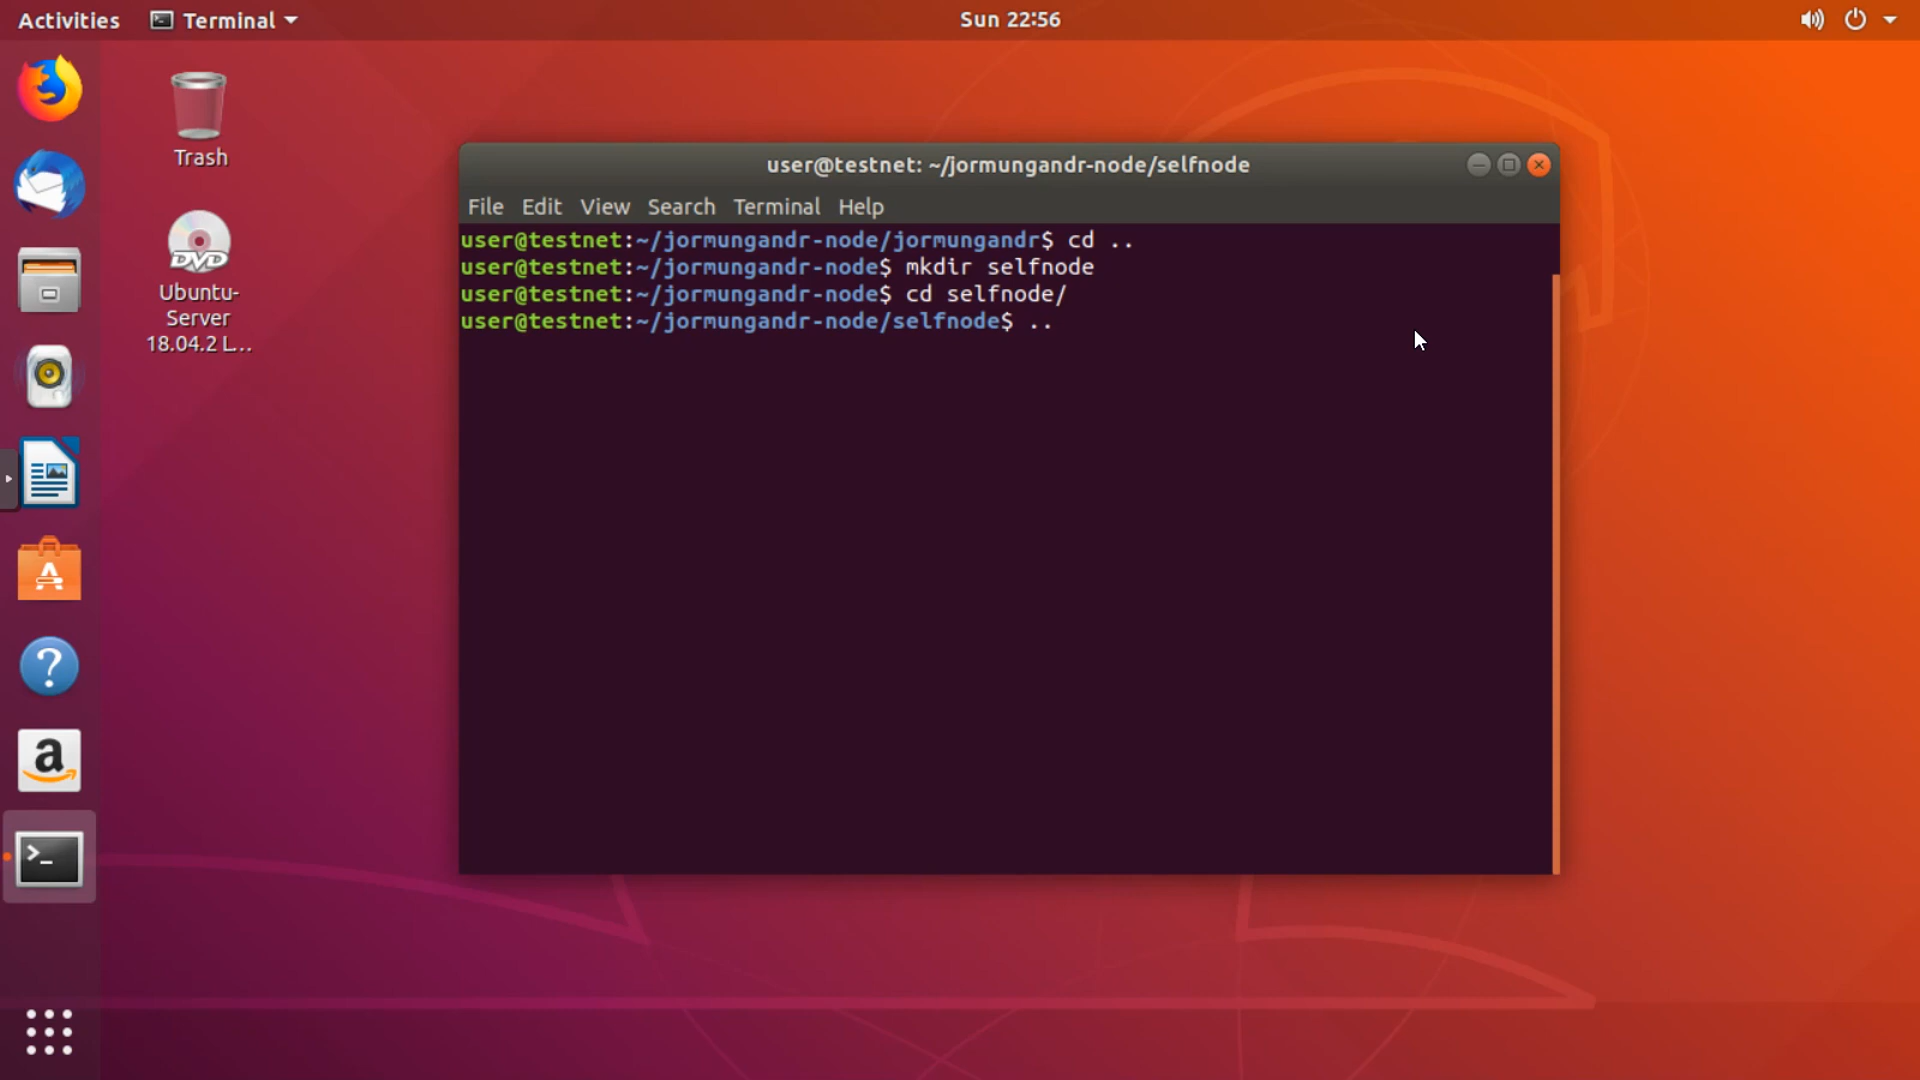 Activities Terminal Sun 22:56
Trash
Ubuntu-
Server
18.04.2 L...
user@testnet: ~/jormungandr-node/selfnode
File Edit View Search Terminal Help
user@testnet:~/jormungandr-node/jormungandr$ cd ..
user@testnet:~/jormungandr-node$ mkdir selfnode
user@testnet:~/jormungandr-node$ cd selfnode/
user@testnet:~/jormungandr-node/selfnode$ ..